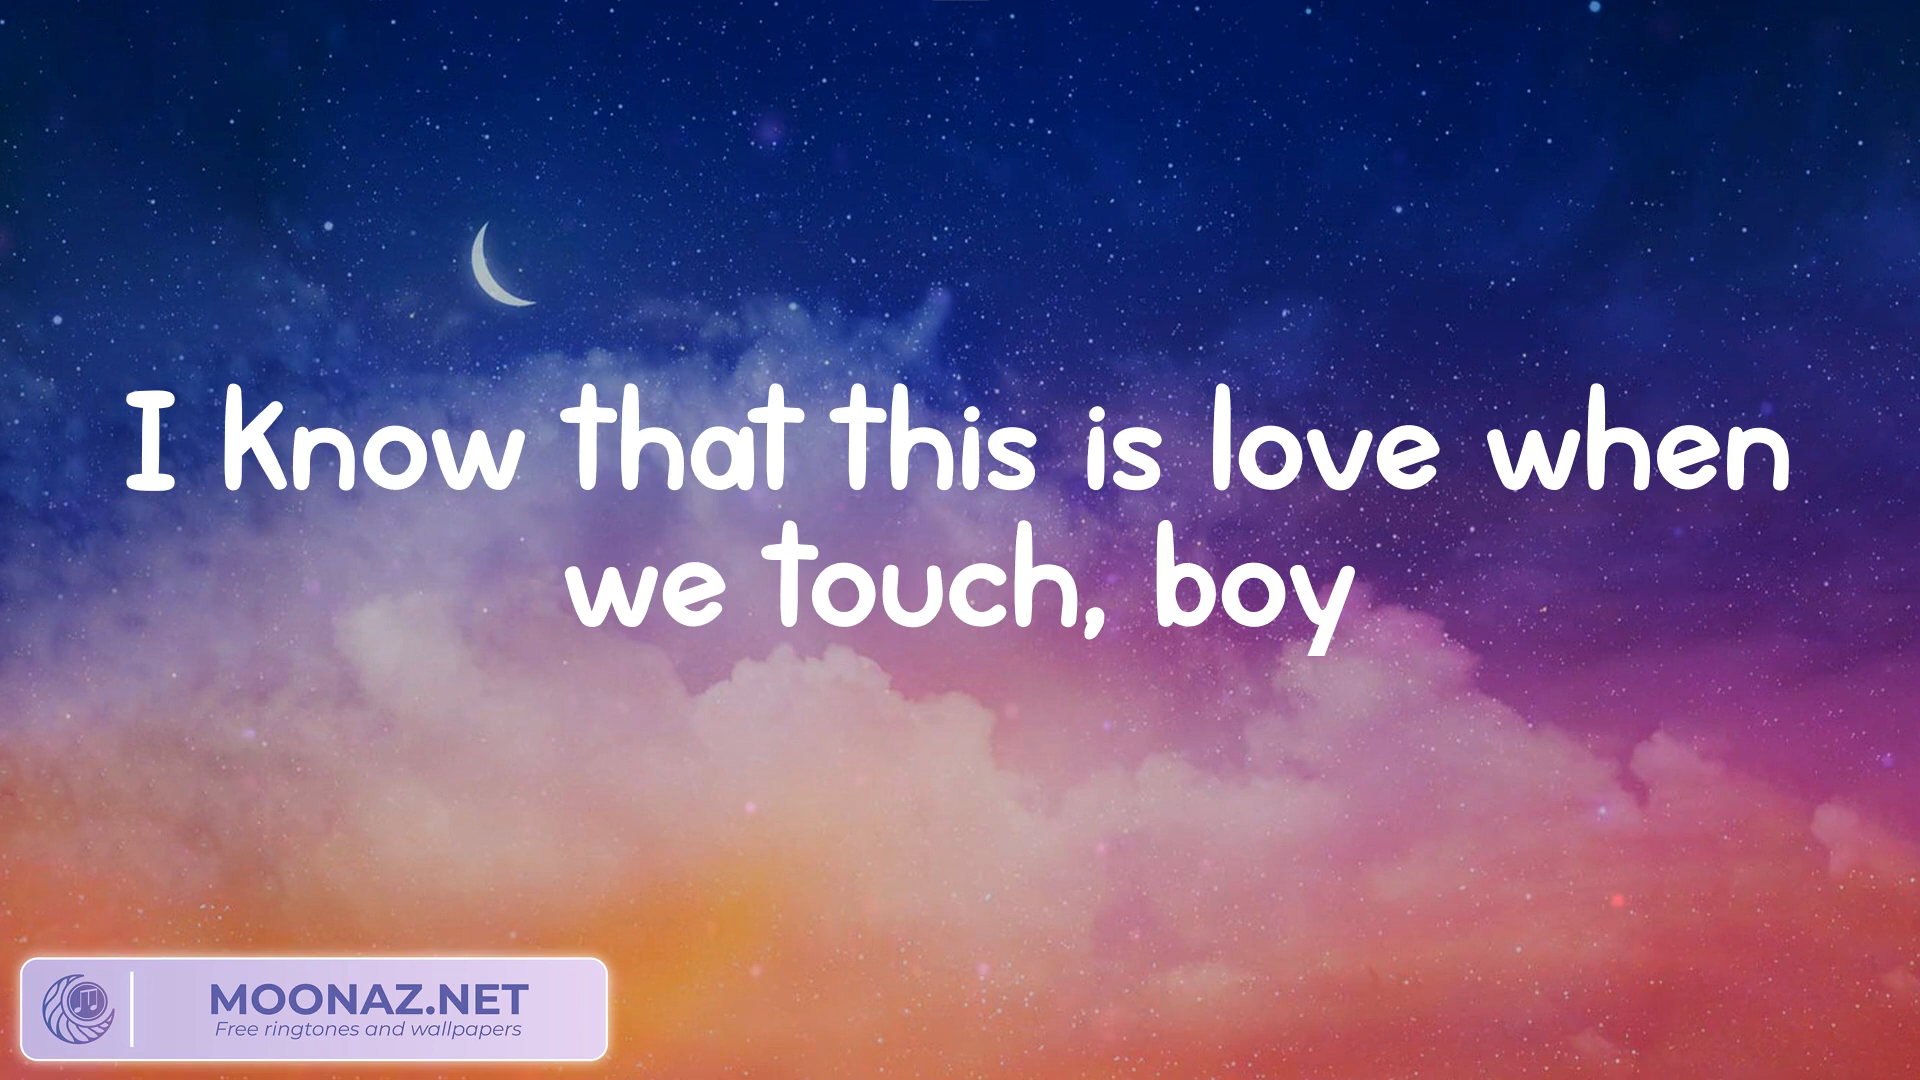 I know that this is love when
we touch, boy
MOONAZ.NET
Free ringtones and wallpapers